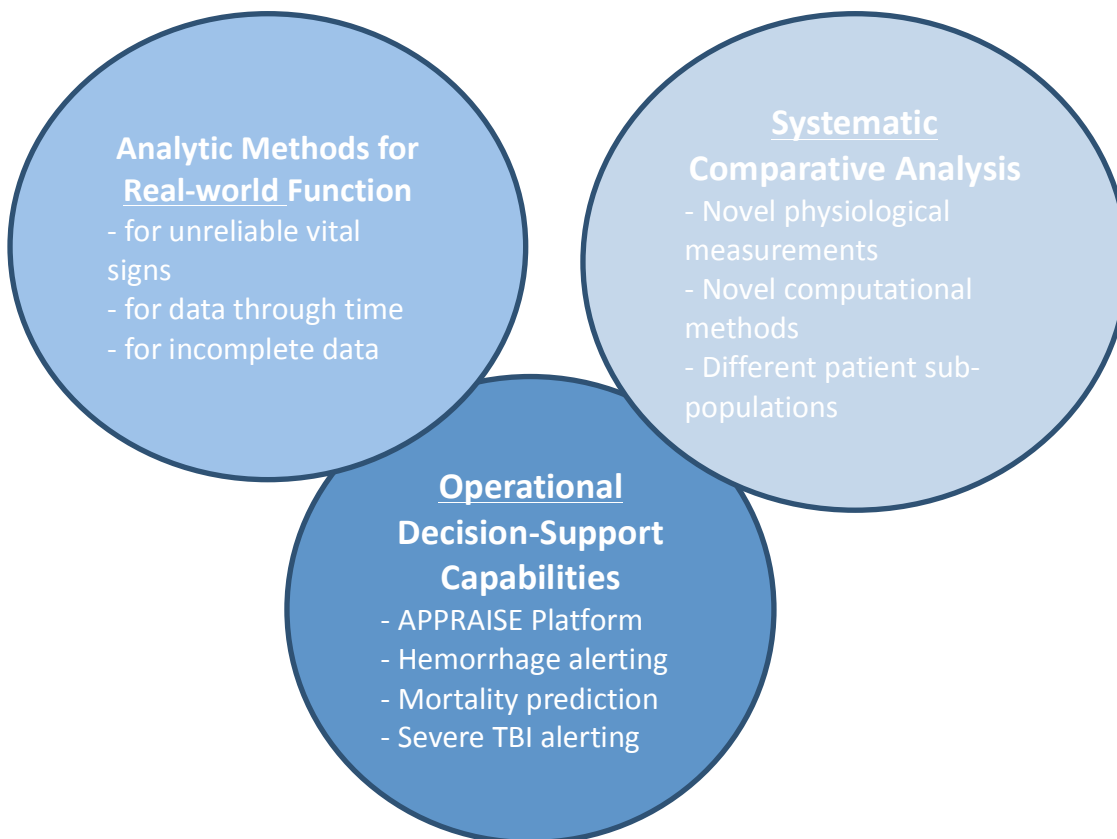 Analytic Methods for
Real-world Function
- for unreliable vital
signs
- for data through time
- for incomplete data
Systematic
Comparative Analysis
- Novel physiological
measurements
- Novel computational
methods
- Different patient sub-
populations
Operational
Decision-Support
Capabilities
- APPRAISE Platform
- Hemorrhage alerting
- Mortality prediction
- Severe TBI alerting